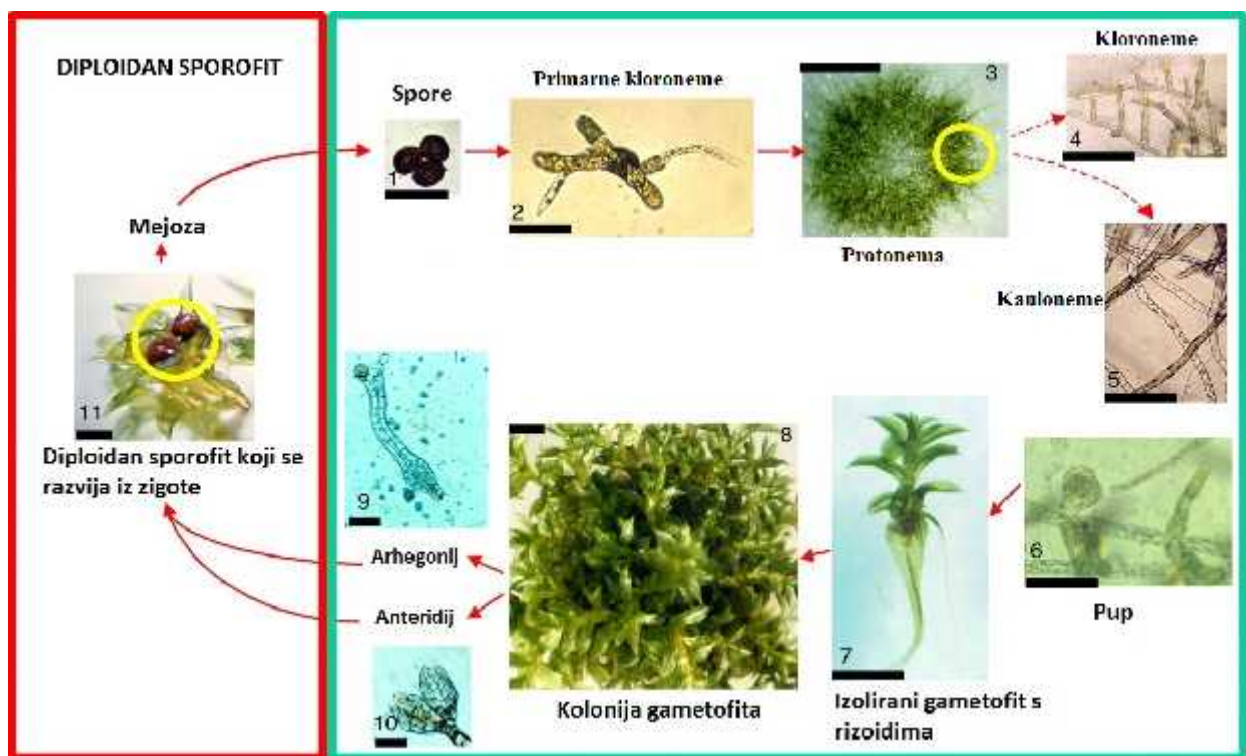 DIPLOIDAN SPOROFIT
Mejoza
11
Diploidan sporofit koji se
razvija iz zigote
Spore
1
Primarne kloroneme
2
3
Protonema
Kloroneme
4
Kauloneme
5
6
Pup
7
Izolirani gametofit s
rizoidima
8
Kolonija gametofita
9
Arhegonij
Anteridij
10